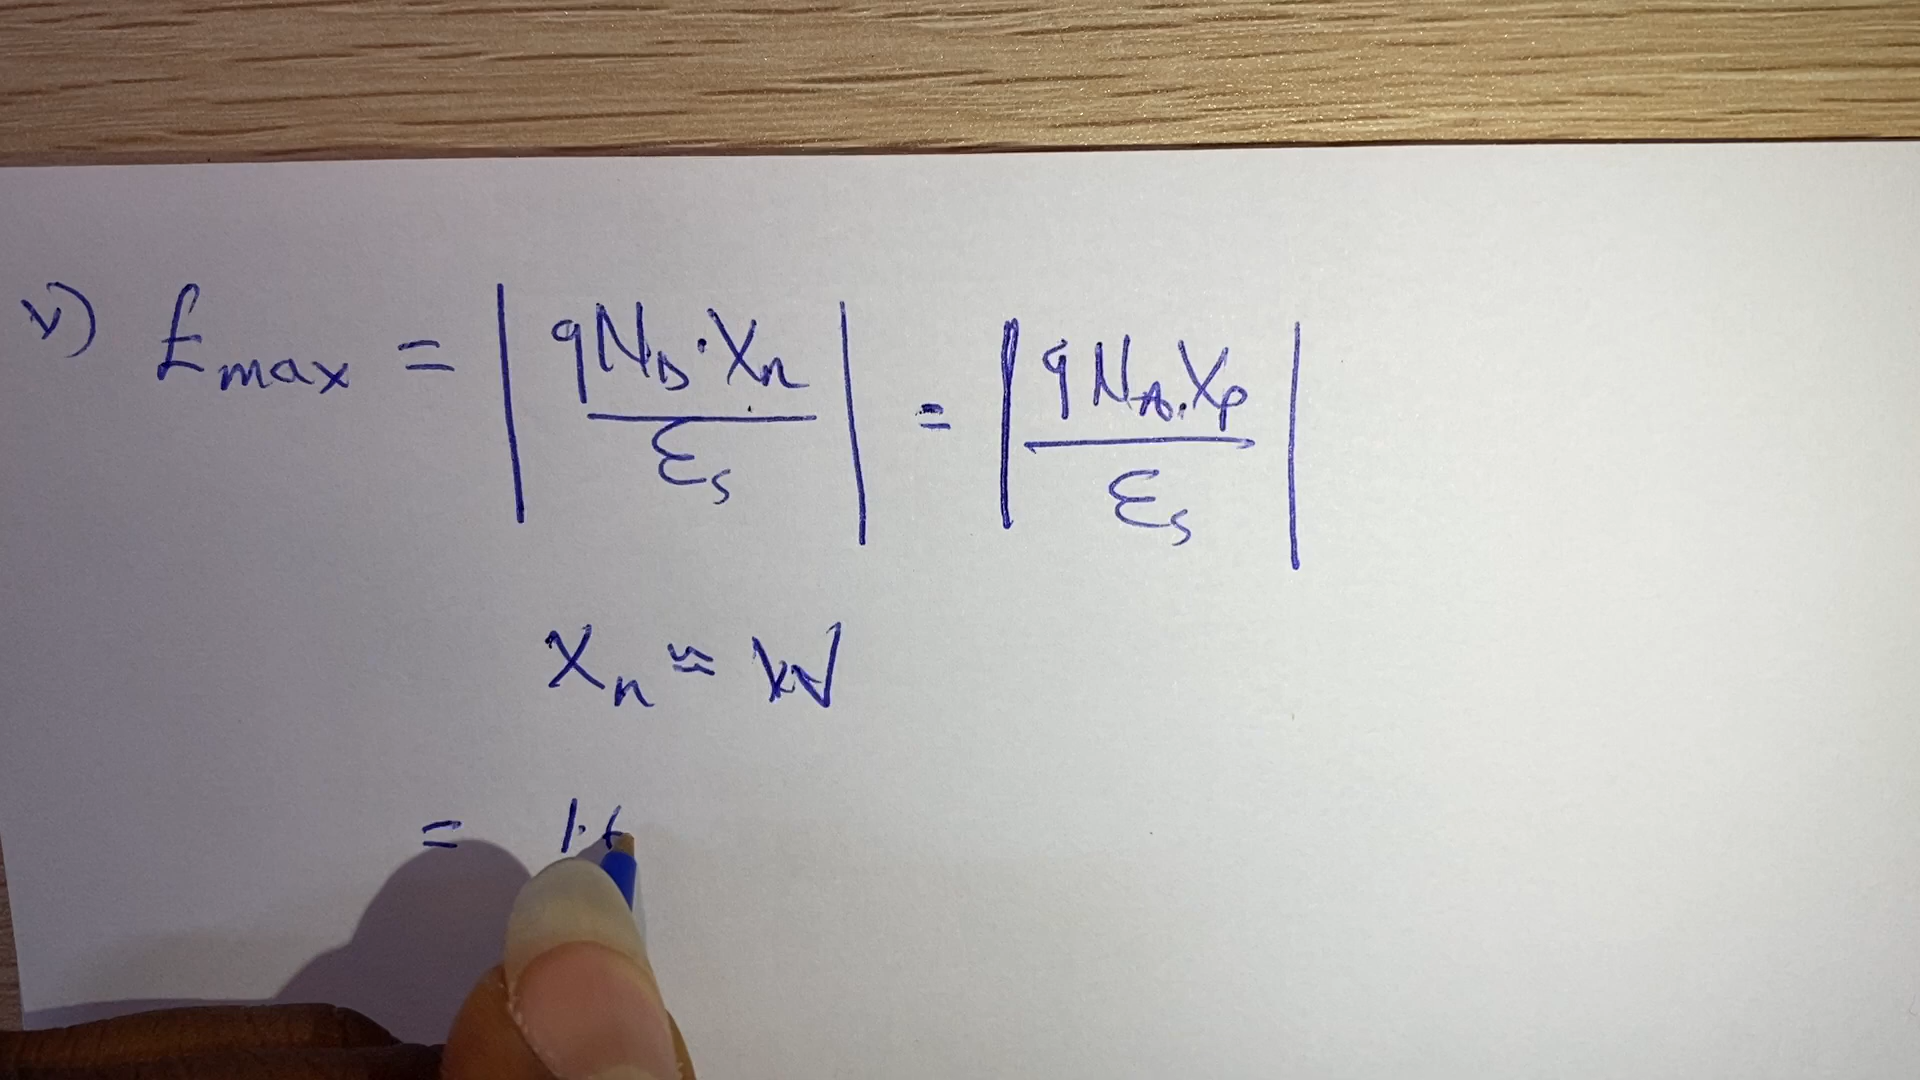 v) Emax = | qND·Xn / εs | = | qNA.Xp / εs |
Xn ≈ W
= 1.6